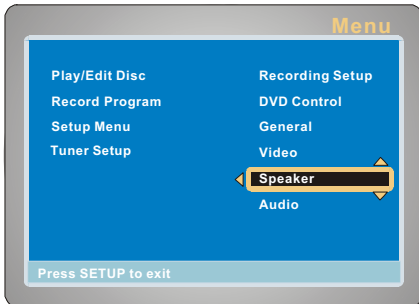 Menu
Play/Edit Disc
Record Program
Setup Menu
Tuner Setup
Recording Setup
DVD Control
General
Video
Speaker
Audio
Press SETUP to exit